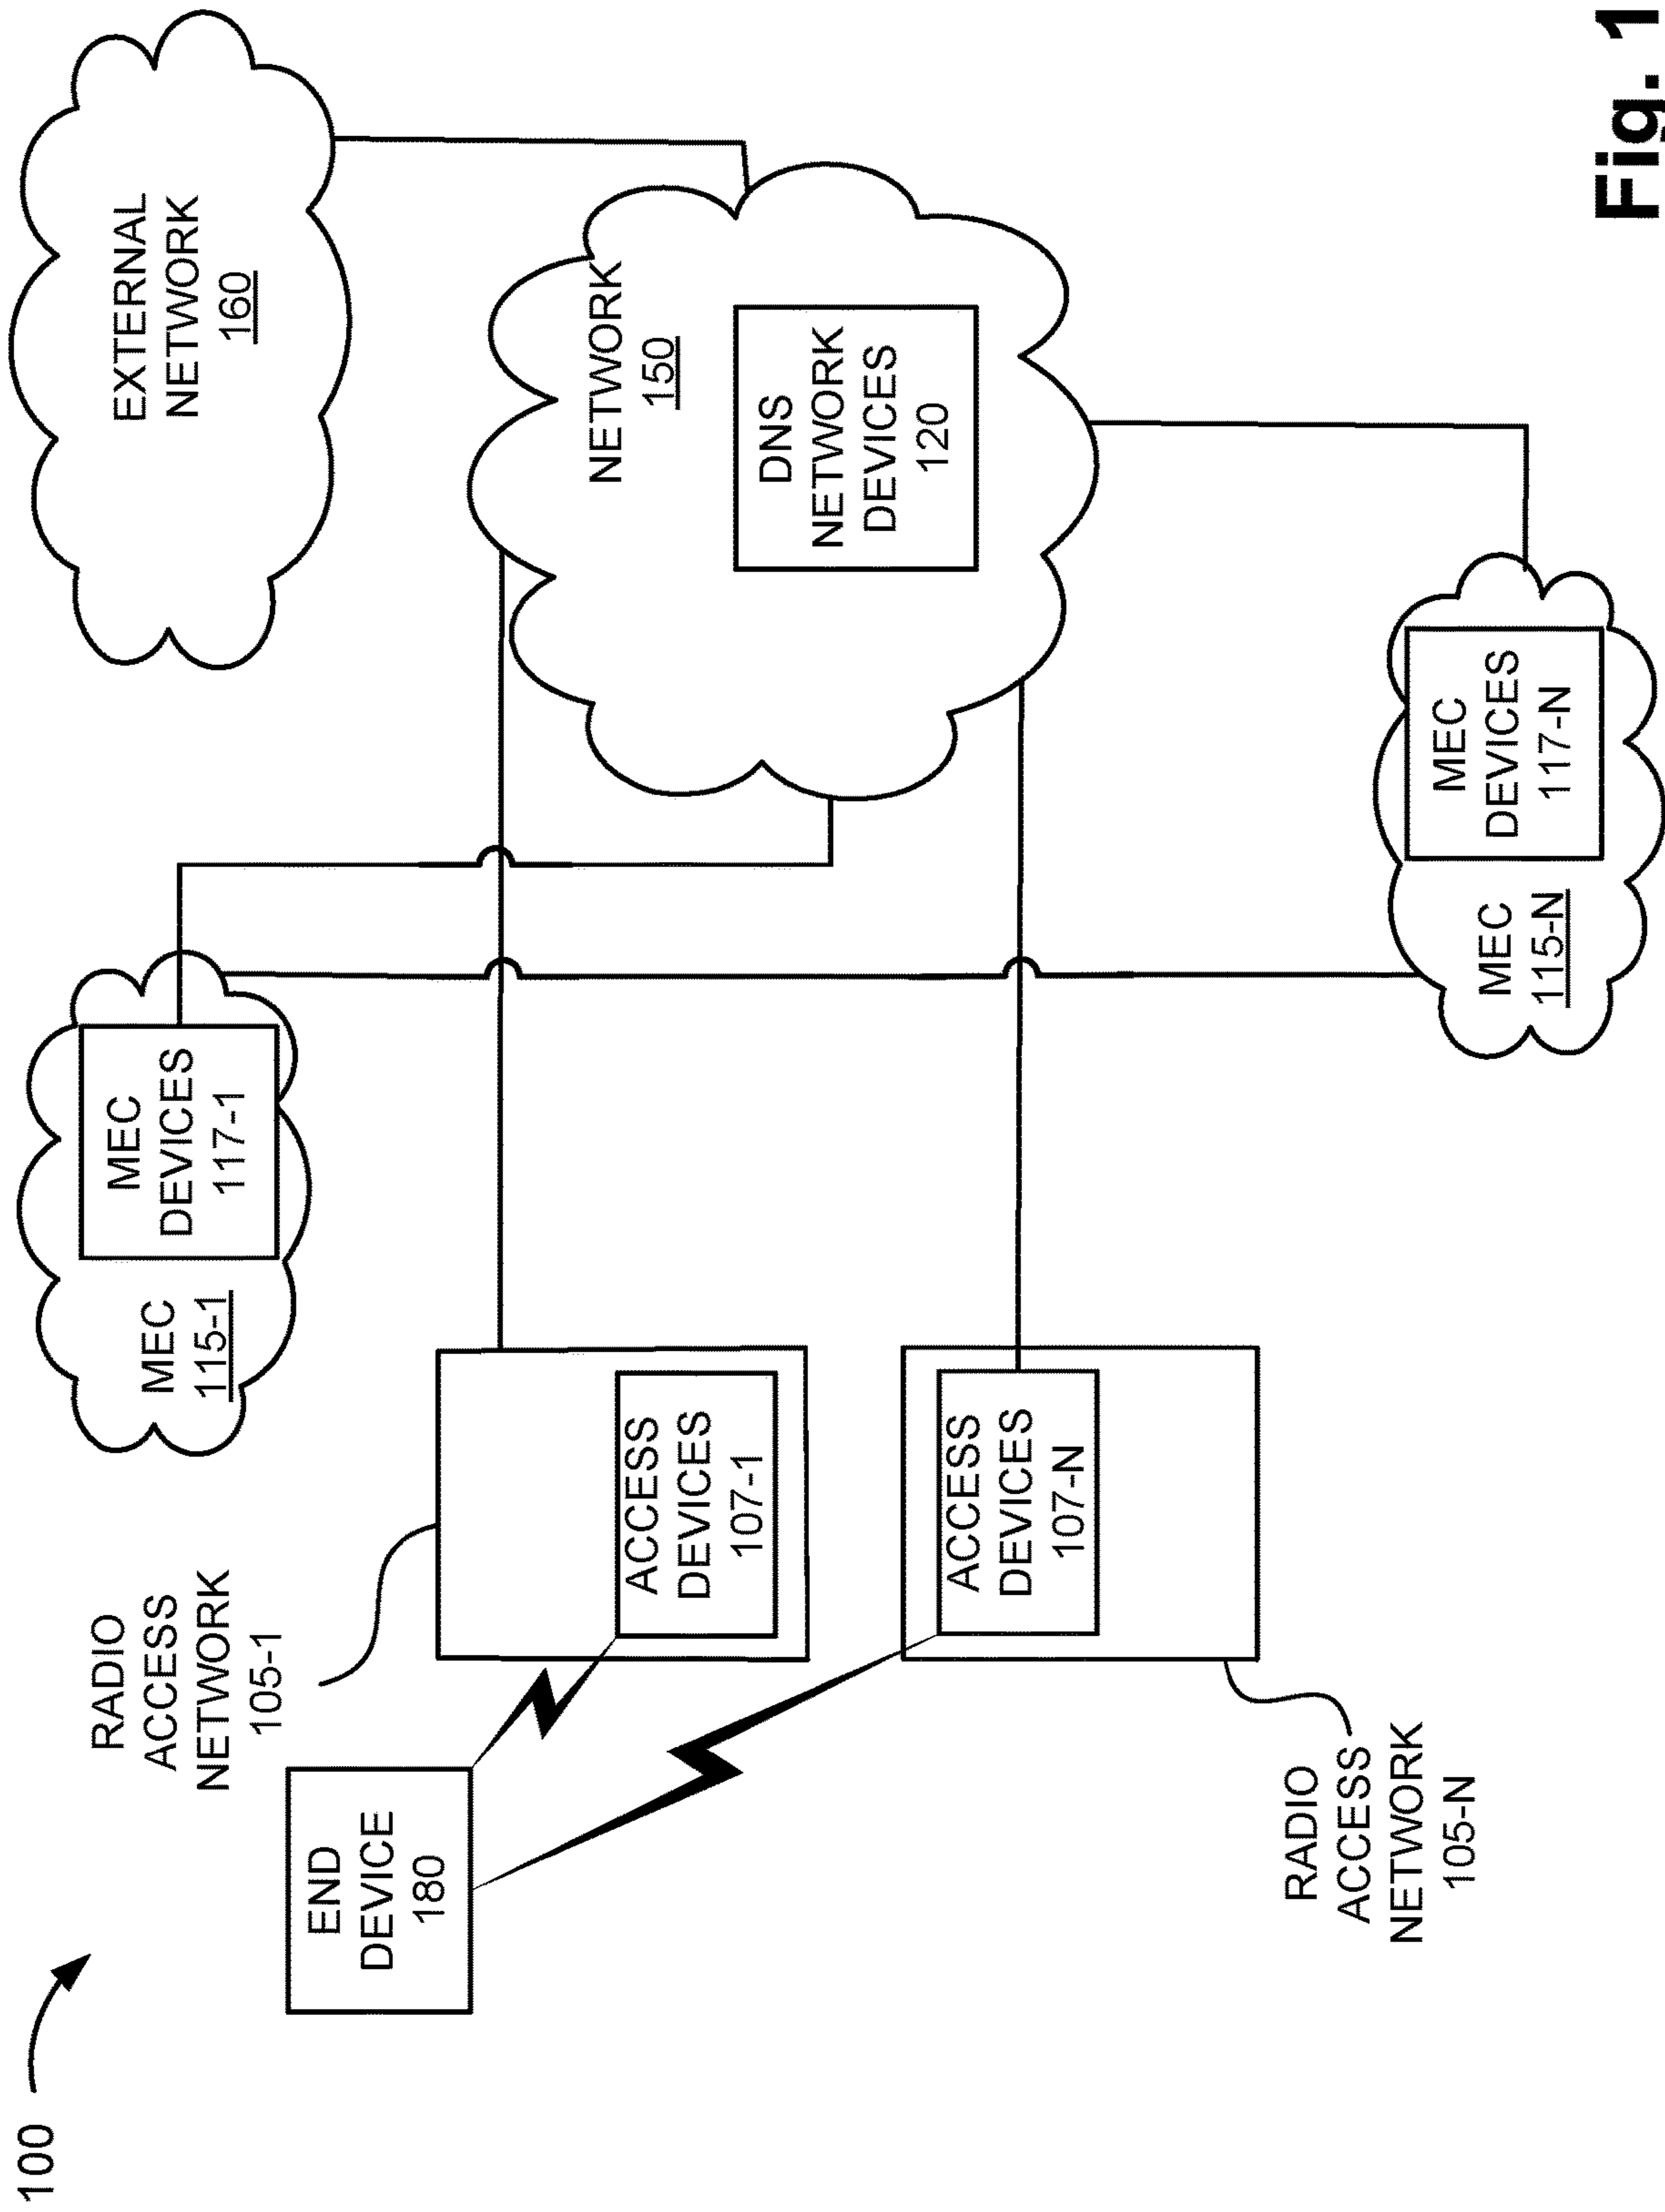 100
END
DEVICE
180
RADIO
ACCESS
NETWORK
105-1
ACCESS
DEVICES
107-1
ACCESS
DEVICES
107-N
RADIO
ACCESS
NETWORK
105-N
MEC
115-1
MEC
DEVICES
117-1
MEC
115-N
MEC
DEVICES
117-N
NETWORK
150
DNS
NETWORK
DEVICES
120
EXTERNAL
NETWORK
160
Fig. 1